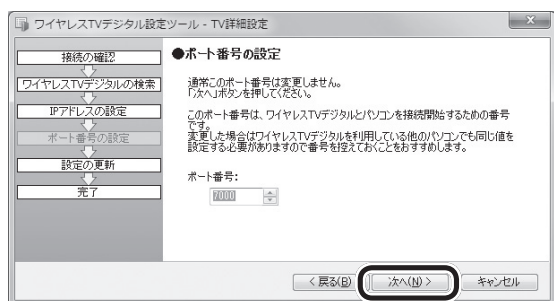 ワイヤレスTVデジタル設定ツール - TV詳細設定
接続の確認
ワイヤレスTVデジタルの検索
IPアドレスの設定
ポート番号の設定
設定の更新
完了
●ポート番号の設定
通常このポート番号は変更しません。
「次へ」ボタンを押してください。
このポート番号は、ワイヤレスTVデジタルとパソコンを接続開始するための番号
です。
変更した場合はワイヤレスTVデジタルを利用している他のパソコンでも同じ値を
設定する必要がありますので番号を控えておくことをおすすめします。
ポート番号:
7000
< 戻る(B)
次へ(N) >
キャンセル